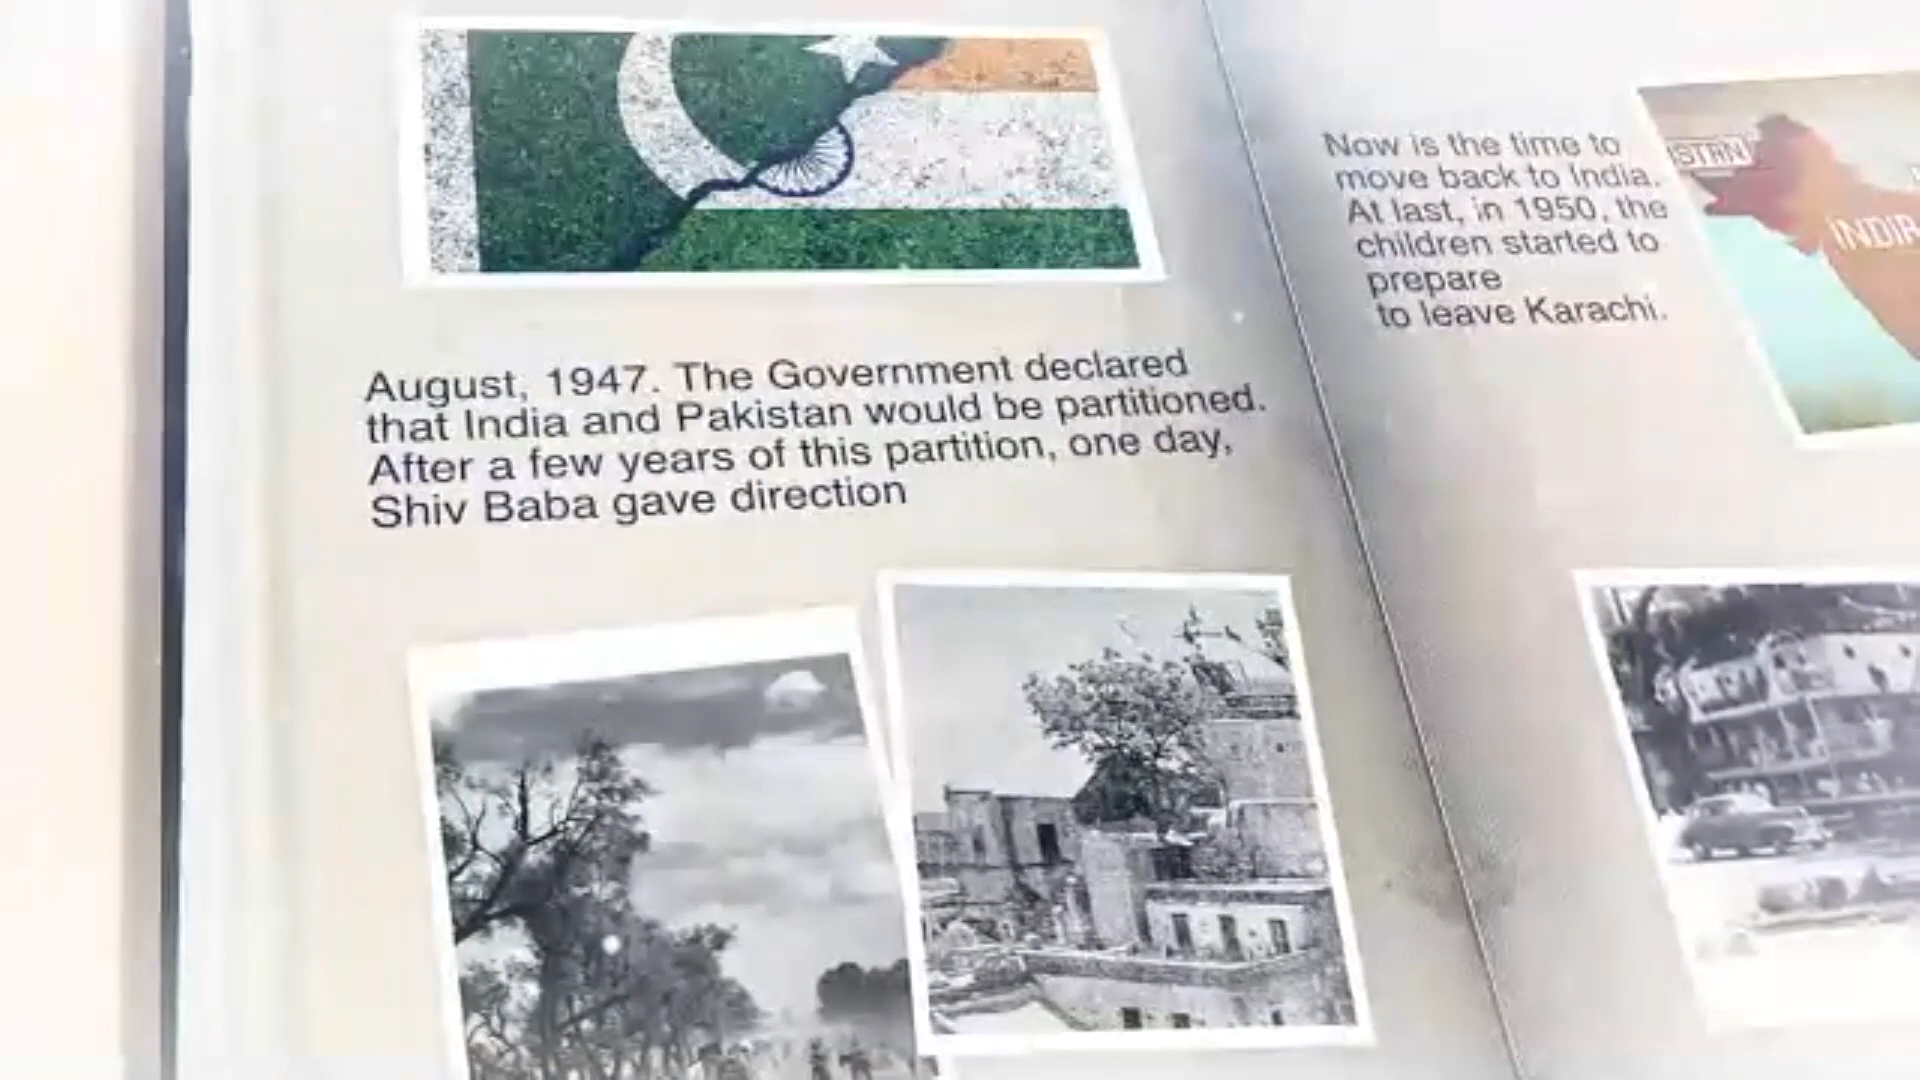 August, 1947. The Government declared
that India and Pakistan would be partitioned.
After a few years of this partition, one day,
Shiv Baba gave direction
Now is the time to
move back to India.
At last, in 1950, the
children started to
prepare
to leave Karachi.